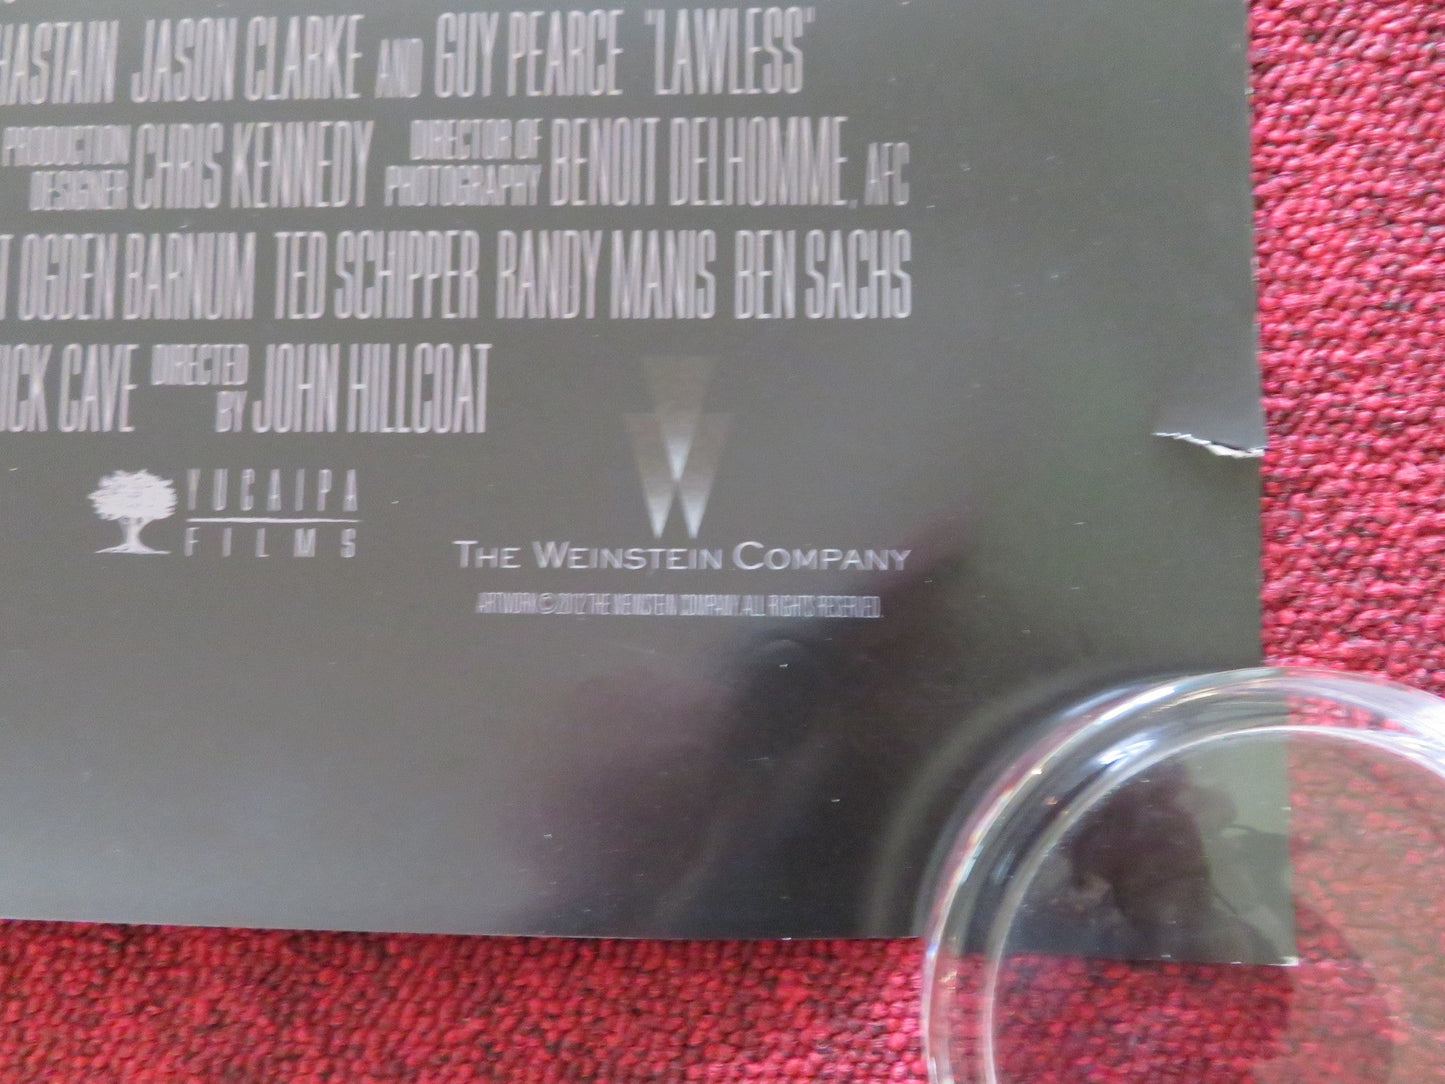 HASTAIN JASON CLARKE AND GUY PEARCE "LAWLESS"
PRODUCTION DESIGNER CHRIS KENNEDY DIRECTOR OF PHOTOGRAPHY BENOIT DELHOMME, AFC
T OGDEN BARNUM TED SCHIPPER RANDY MANIS BEN SACHS
ICK CAVE DIRECTED BY JOHN HILLCOAT
YUCAIPA
FILMS
THE WEINSTEIN COMPANY
ARTWORK © 2012 THE WEINSTEIN COMPANY. ALL RIGHTS RESERVED.